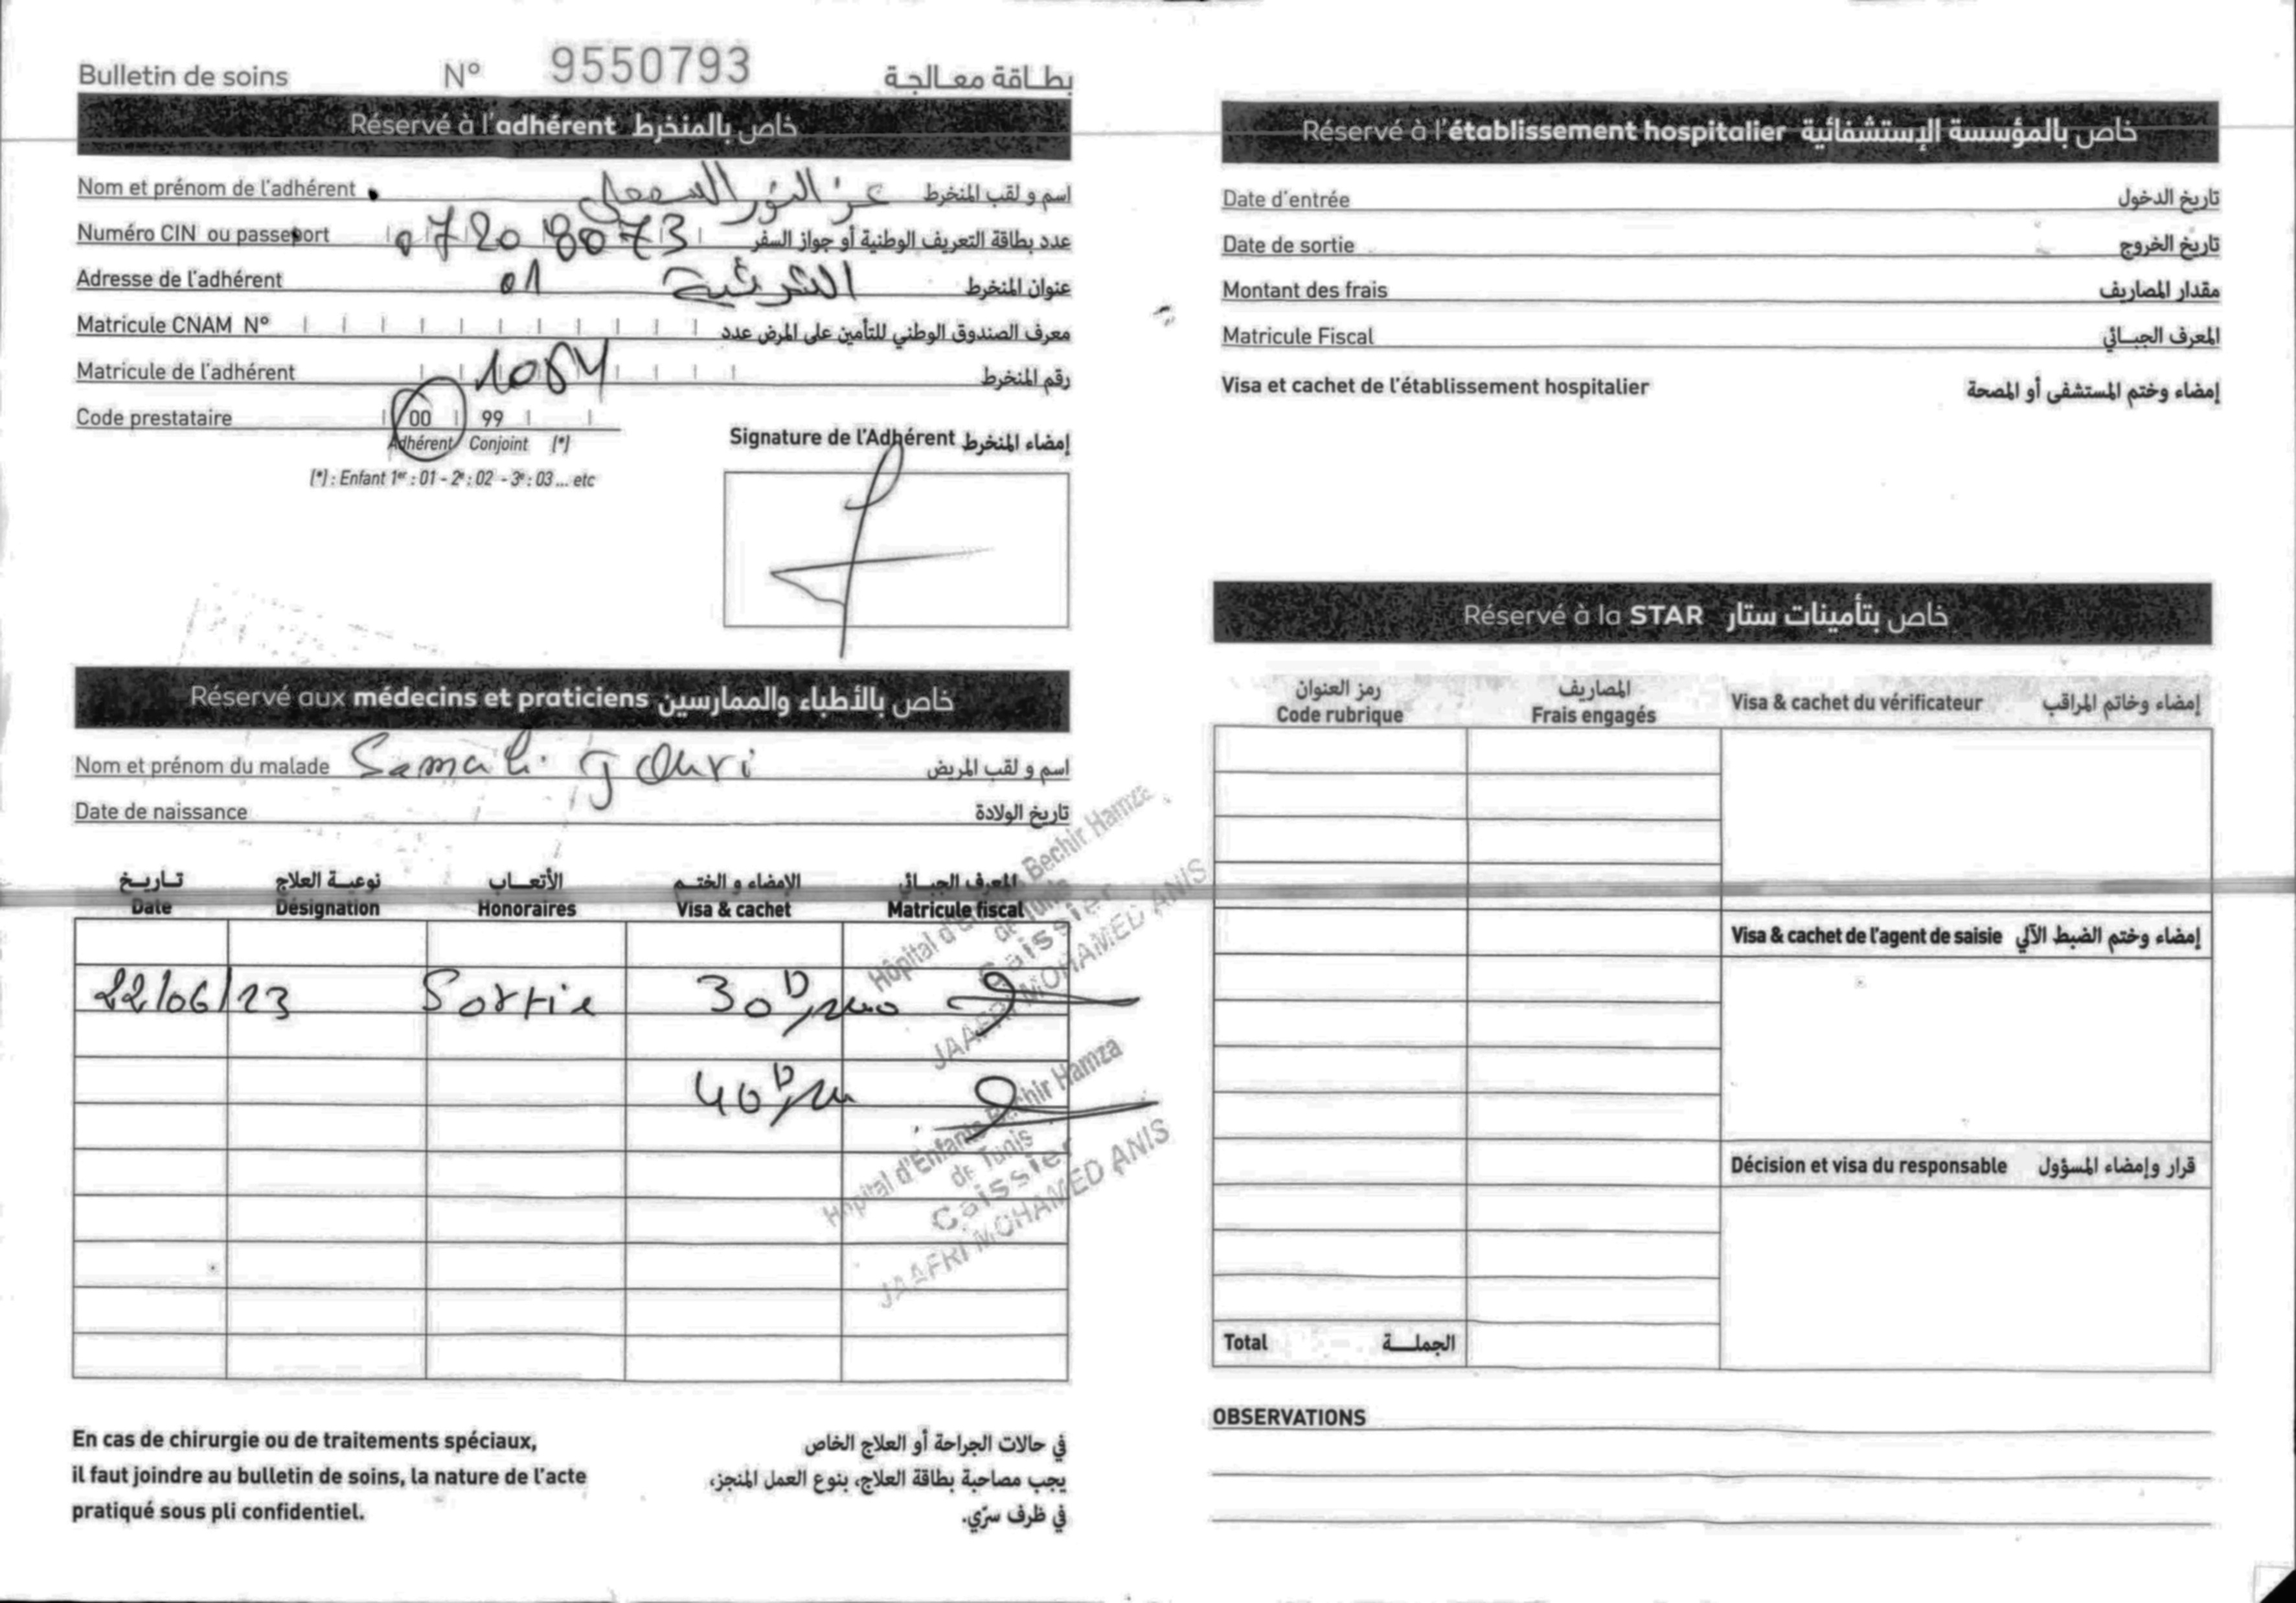 Bulletin de soins N° 9550793 بطاقة معالجة
Réservé à l'adhérent خاص بالمنخرط
Nom et prénom de l'adhérent عز النور السمعلي اسم و لقب المنخرط
Numéro CIN ou passeport 07208073 عدد بطاقة التعريف الوطنية أو جواز السفر
Adresse de l'adhérent 01 الشرقية عنوان المنخرط
Matricule CNAM N° معرف الصندوق الوطني للتأمين على المرض عدد
Matricule de l'adhérent 1084 رقم المنخرط
Code prestataire 00 99
Adhérent Conjoint (*)
(*) : Enfant 1er : 01 - 2e : 02 - 3e : 03 ... etc
Signature de l'Adhérent إمضاء المنخرط
Réservé aux médecins et praticiens خاص بالأطباء والممارسين
Nom et prénom du malade Samali اسم و لقب المريض
Date de naissance تاريخ الولادة
تاريخ نوعية العلاج الأتعاب الإمضاء و الختم المعرف الجبائي
Date Désignation Honoraires Visa & cachet Matricule fiscal
22/06/23 Sortie 30D
40D
Hôpital d'Enfants Bechir Hamza
de Tunis
Caissier
JAAFRI MOHAMED ANIS
Hôpital d'Enfants Bechir Hamza
de Tunis
Caissier
JAAFRI MOHAMED ANIS
En cas de chirurgie ou de traitements spéciaux,
il faut joindre au bulletin de soins, la nature de l'acte
pratiqué sous pli confidentiel.
في حالات الجراحة أو العلاج الخاص
يجب مصاحبة بطاقة العلاج، بنوع العمل المنجز،
في ظرف سرّي.
Réservé à l'établissement hospitalier خاص بالمؤسسة الإستشفائية
Date d'entrée تاريخ الدخول
Date de sortie تاريخ الخروج
Montant des frais مقدار المصاريف
Matricule Fiscal المعرف الجبائي
Visa et cachet de l'établissement hospitalier إمضاء وختم المستشفى أو المصحة
Réservé à la STAR خاص بتأمينات ستار
رمز العنوان المصاريف
Code rubrique Frais engagés Visa & cachet du vérificateur إمضاء وخاتم المراقب
Visa & cachet de l'agent de saisie إمضاء وختم الضبط الآلي
Décision et visa du responsable قرار وإمضاء المسؤول
Total الجملة
OBSERVATIONS